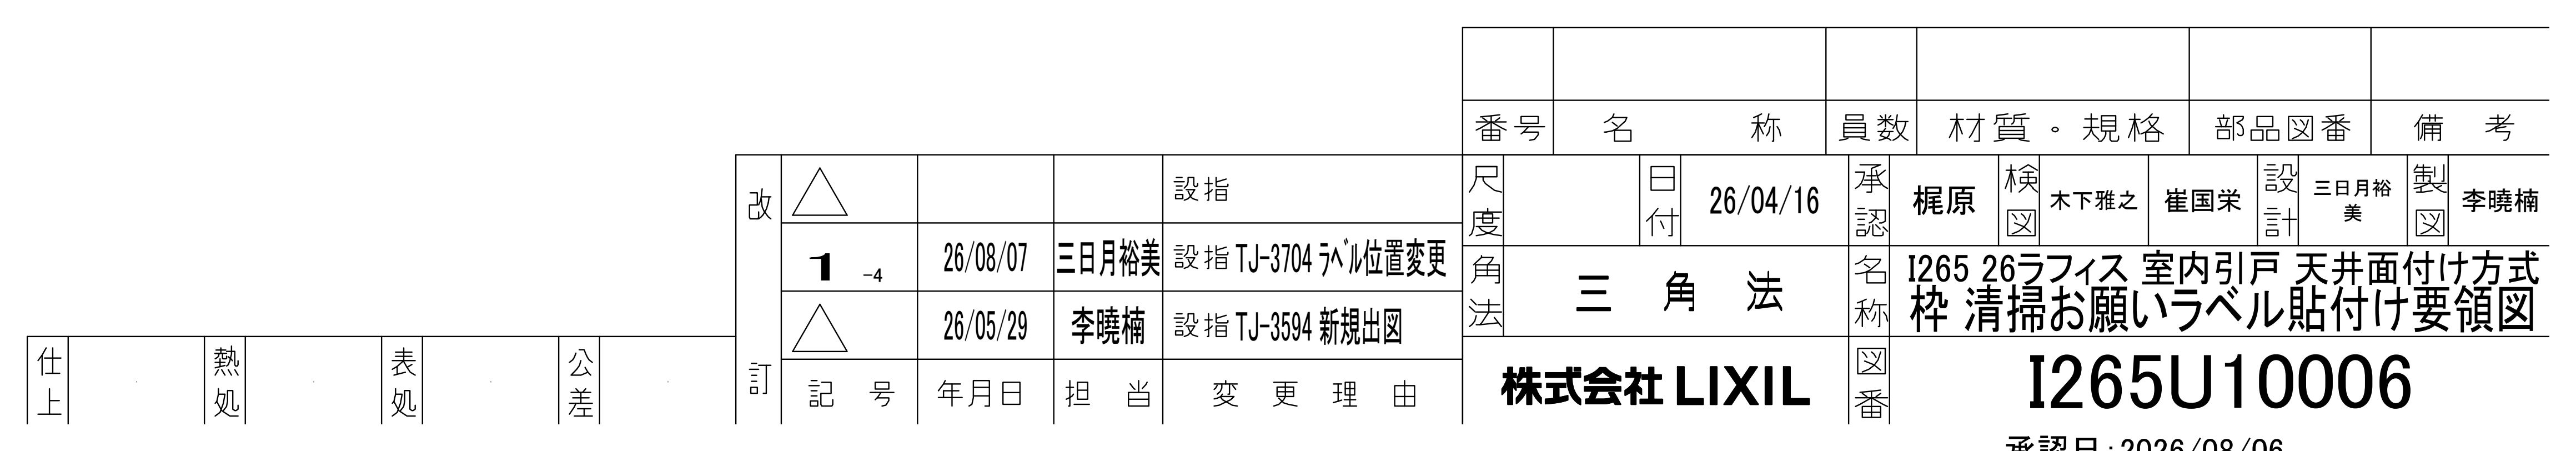 番号 名称 員数 材質・規格 部品図番 備考
改訂
△ 設指
1 -4 26/08/07 三日月裕美 設指 TJ-3704 ラベル位置変更
△ 26/05/29 李曉楠 設指 TJ-3594 新規出図
記号 年月日 担当 変更理由
仕上 熱処 表処 公差
尺度 日付 26/04/16 承認 梶原 検図 木下雅之 崔国栄 設計 三日月裕美 製図 李曉楠
角法 三角法
名称 I265 26ラフィス 室内引戸 天井面付け方式
枠 清掃お願いラベル貼付け要領図
株式会社 LIXIL
図番 I265U10006
承認日:2026/08/06